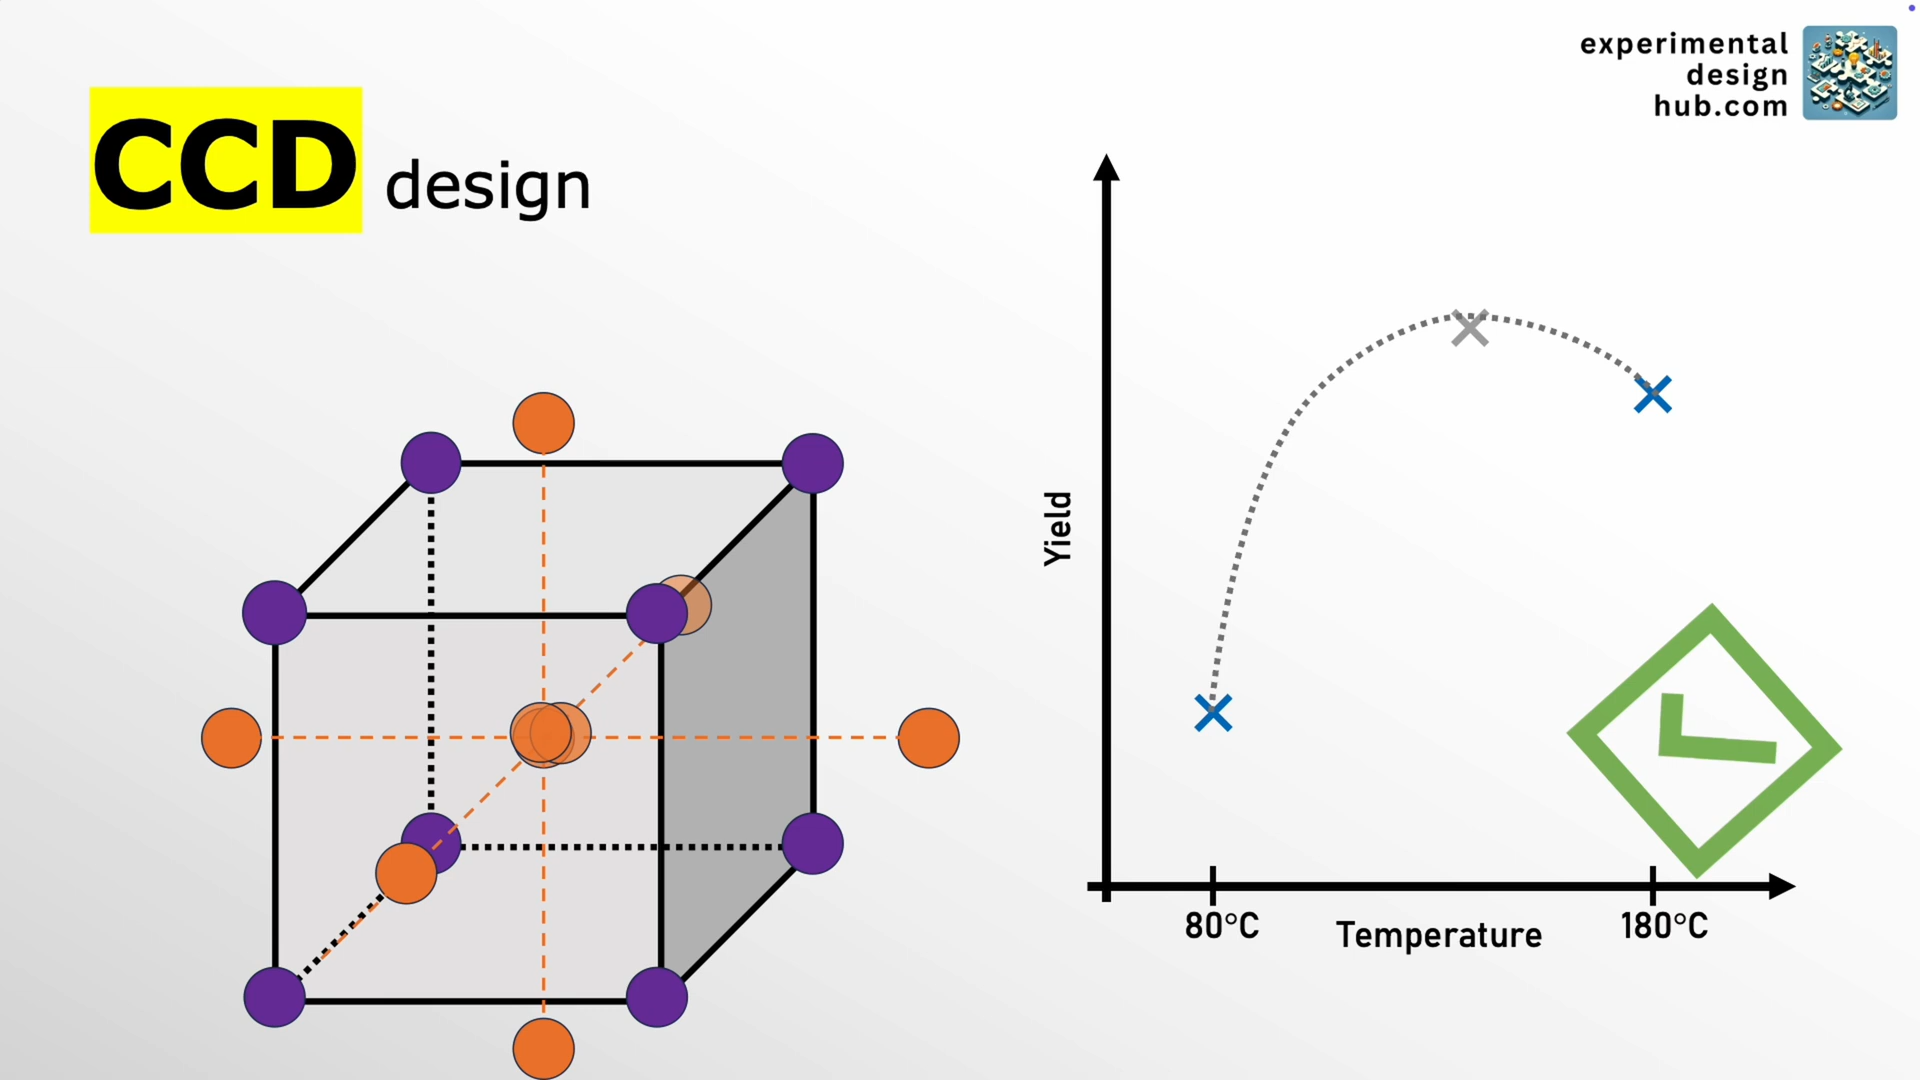 experimental
design
hub.com
CCD design
Yield
80°C
Temperature
180°C